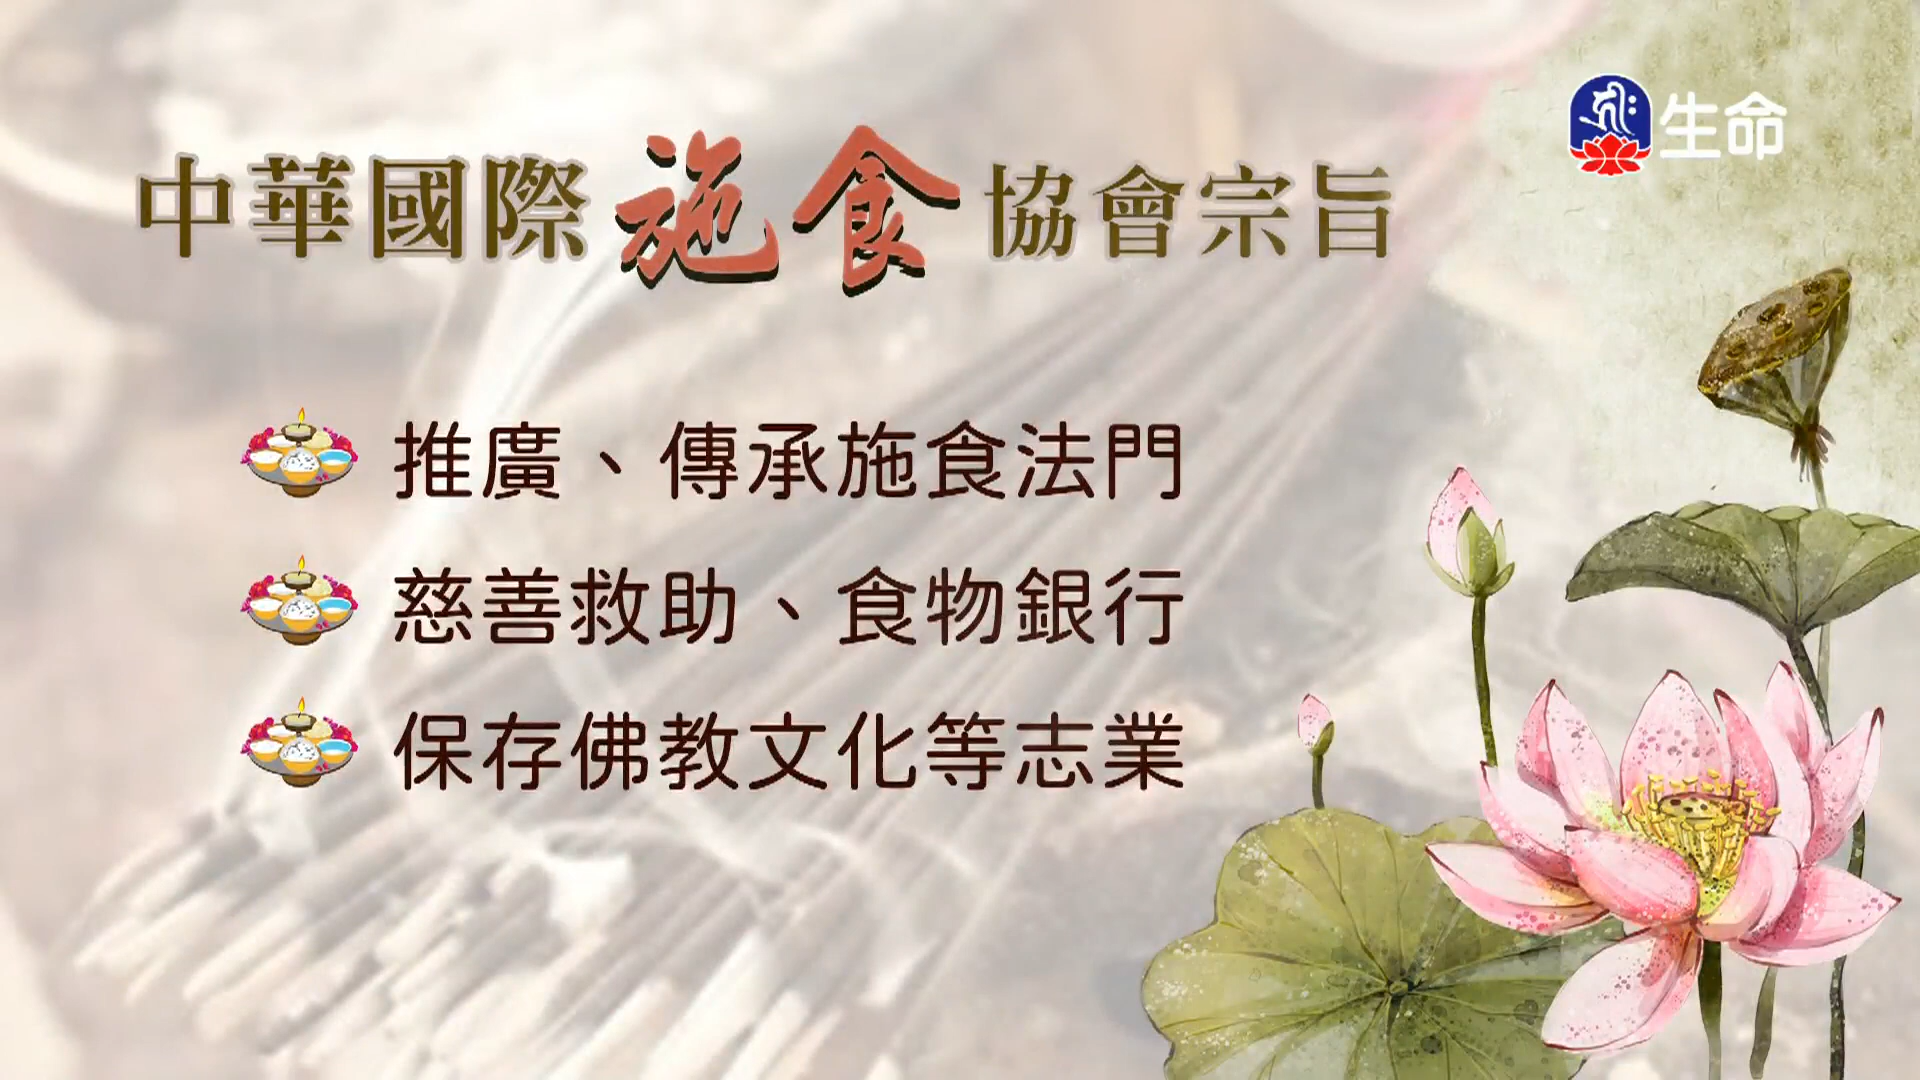 生命
中華國際施食協會宗旨
推廣、傳承施食法門
慈善救助、食物銀行
保存佛教文化等志業